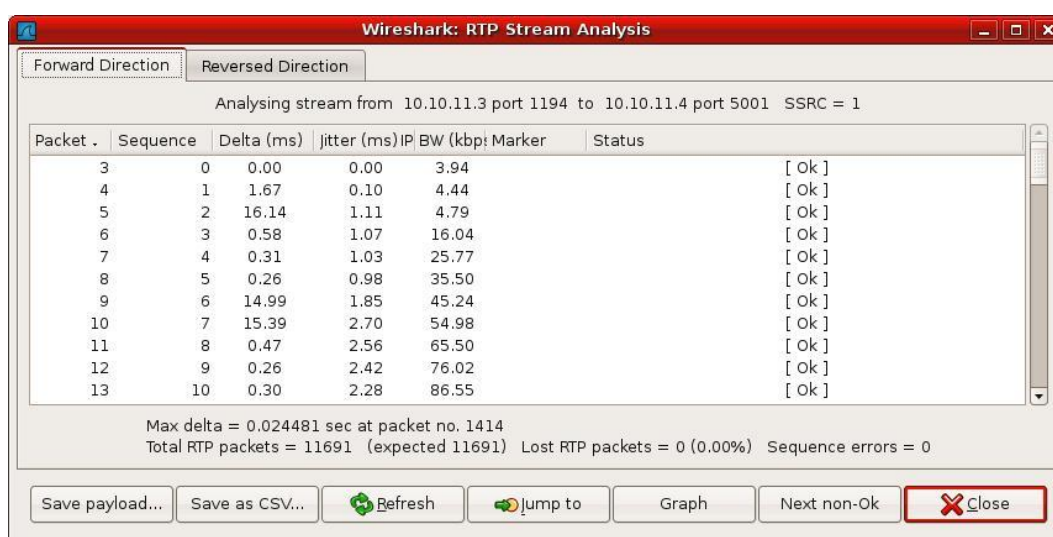 Wireshark: RTP Stream Analysis
Forward Direction Reversed Direction
Analysing stream from 10.10.11.3 port 1194 to 10.10.11.4 port 5001 SSRC = 1
Packet . Sequence Delta (ms) Jitter (ms) IP BW (kbps Marker Status
3 0 0.00 0.00 3.94 [ Ok ]
4 1 1.67 0.10 4.44 [ Ok ]
5 2 16.14 1.11 4.79 [ Ok ]
6 3 0.58 1.07 16.04 [ Ok ]
7 4 0.31 1.03 25.77 [ Ok ]
8 5 0.26 0.98 35.50 [ Ok ]
9 6 14.99 1.85 45.24 [ Ok ]
10 7 15.39 2.70 54.98 [ Ok ]
11 8 0.47 2.56 65.50 [ Ok ]
12 9 0.26 2.42 76.02 [ Ok ]
13 10 0.30 2.28 86.55 [ Ok ]
Max delta = 0.024481 sec at packet no. 1414
Total RTP packets = 11691 (expected 11691) Lost RTP packets = 0 (0.00%) Sequence errors = 0
Save payload... Save as CSV... Refresh Jump to Graph Next non-Ok Close